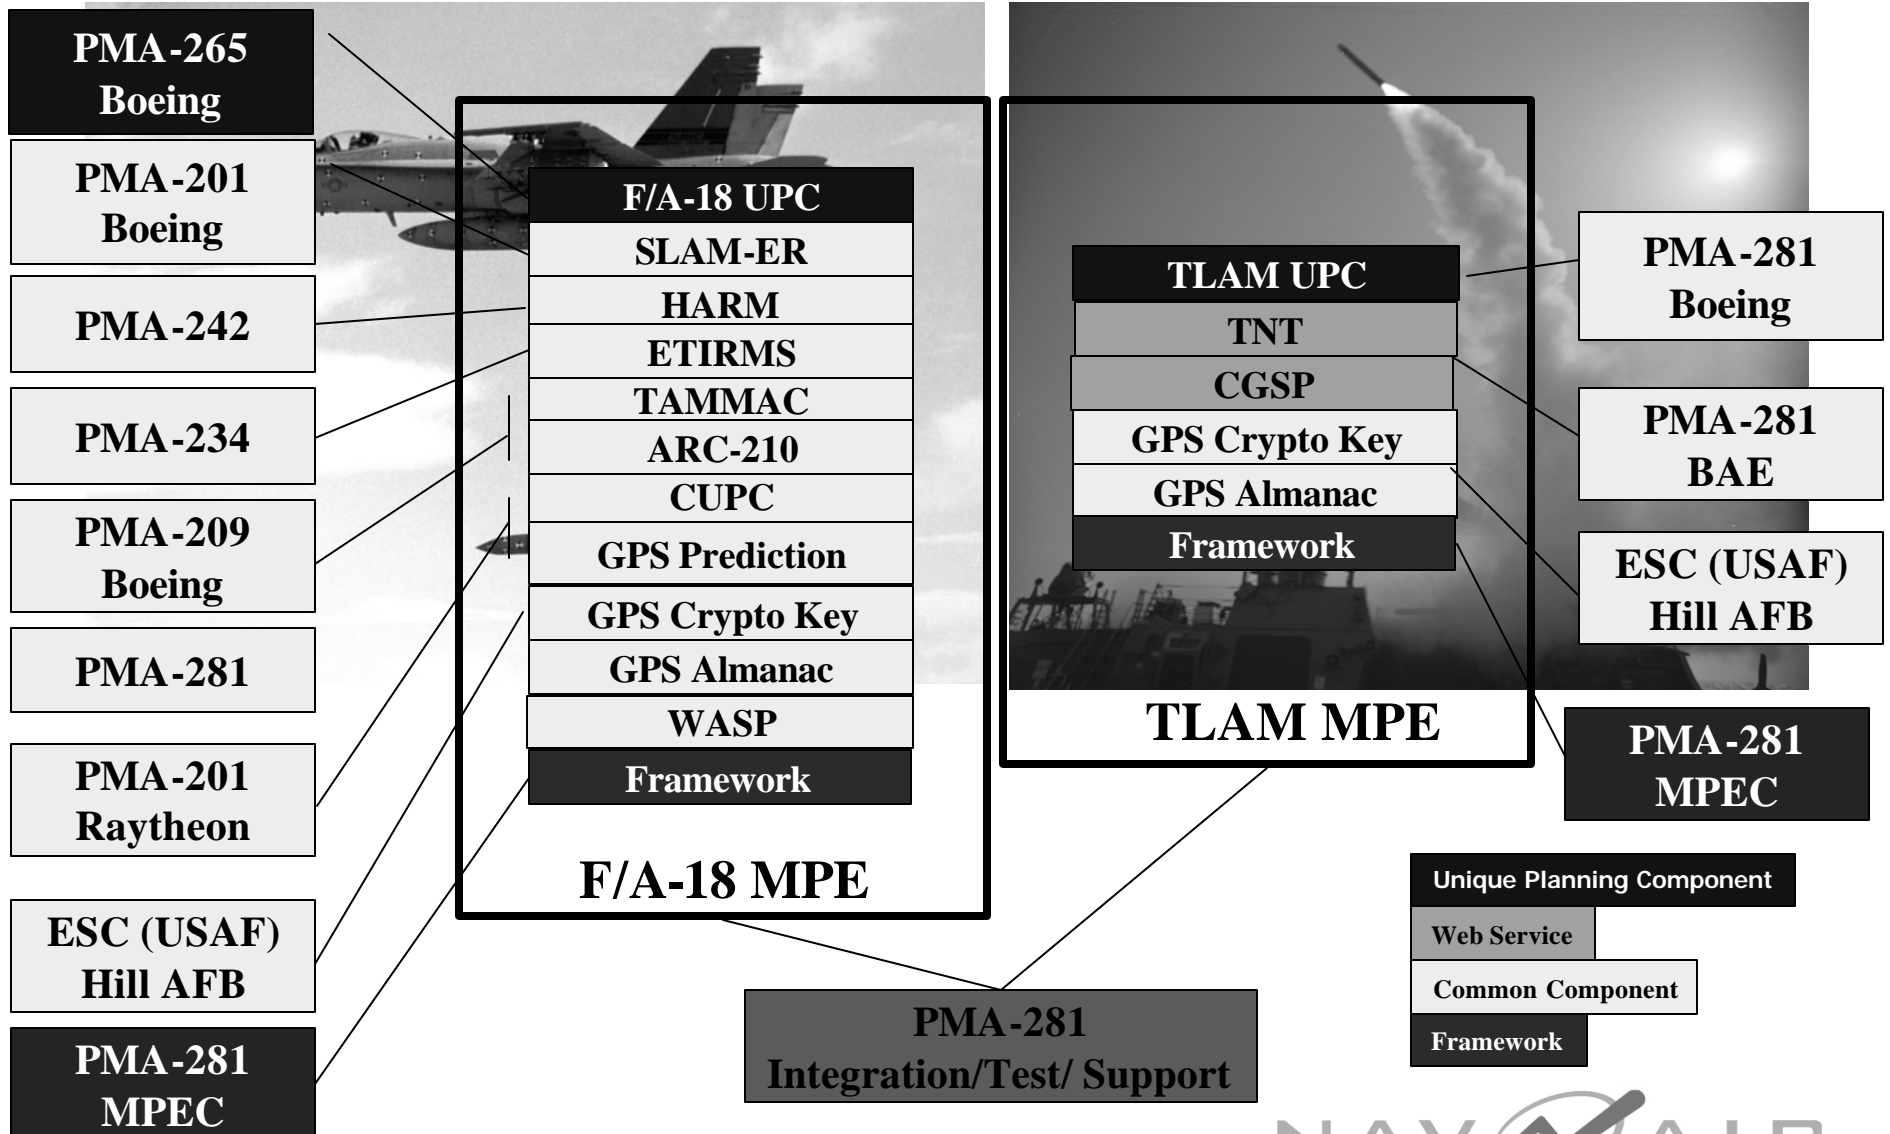 PMA-265
Boeing
PMA-201
Boeing
PMA-242
PMA-234
PMA-209
Boeing
PMA-281
PMA-201
Raytheon
ESC (USAF)
Hill AFB
PMA-281
MPEC
F/A-18 UPC
SLAM-ER
HARM
ETIRMS
TAMMAC
ARC-210
CUPC
GPS Prediction
GPS Crypto Key
GPS Almanac
WASP
Framework
F/A-18 MPE
TLAM UPC
TNT
CGSP
GPS Crypto Key
GPS Almanac
Framework
TLAM MPE
PMA-281
Boeing
PMA-281
BAE
ESC (USAF)
Hill AFB
PMA-281
MPEC
PMA-281
Integration/Test/ Support
Unique Planning Component
Web Service
Common Component
Framework
NAVAIR